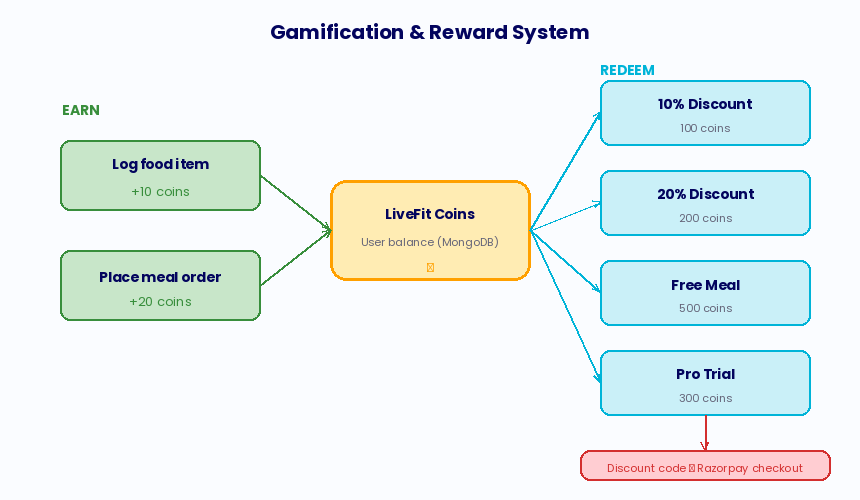 Gamification & Reward System
EARN
Log food item
+10 coins
Place meal order
+20 coins
LiveFit Coins
User balance (MongoDB)
REDEEM
10% Discount
100 coins
20% Discount
200 coins
Free Meal
500 coins
Pro Trial
300 coins
Discount code Razorpay checkout